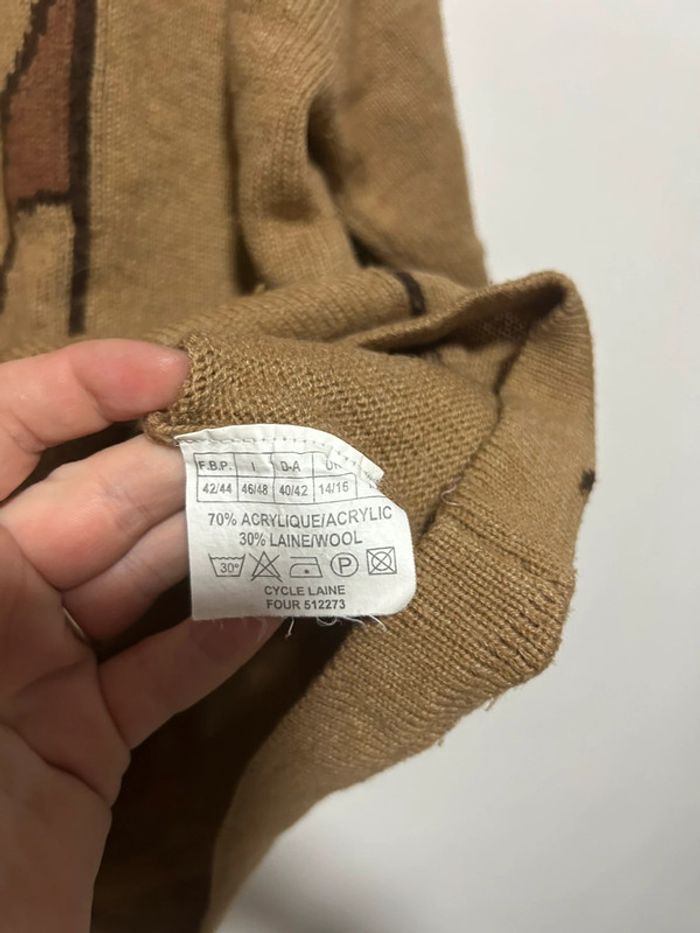 F.B.P. I D-A
42/44 46/48 40/42 14/16
70% ACRYLIQUE/ACRYLIC
30% LAINE/WOOL
30° P
CYCLE LAINE
FOUR 512273